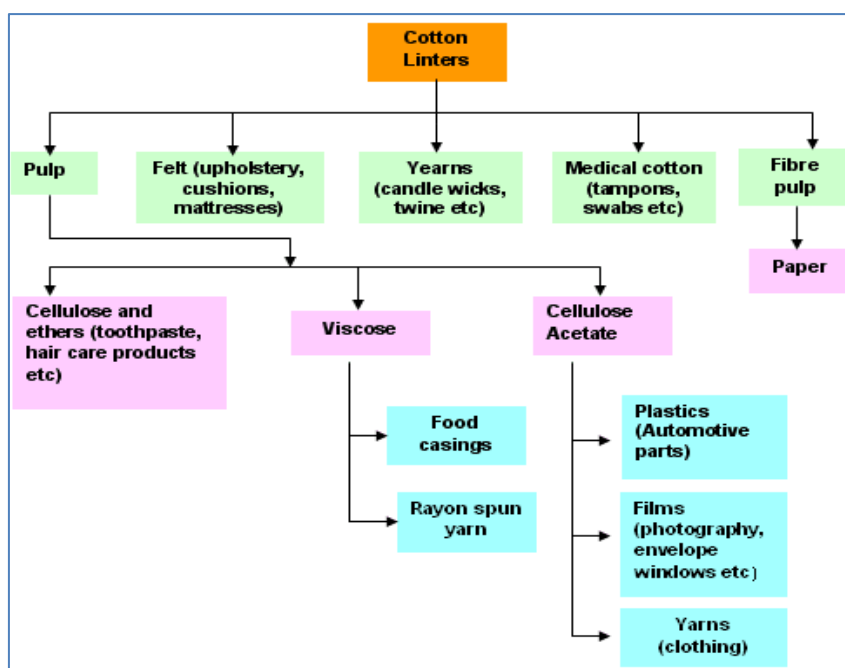 Cotton
Linters
Pulp
Felt (upholstery,
cushions,
mattresses)
Yearns
(candle wicks,
twine etc)
Medical cotton
(tampons,
swabs etc)
Fibre
pulp
Paper
Cellulose and
ethers (toothpaste,
hair care products
etc)
Viscose
Cellulose
Acetate
Food
casings
Rayon spun
yarn
Plastics
(Automotive
parts)
Films
(photography,
envelope
windows etc)
Yarns
(clothing)